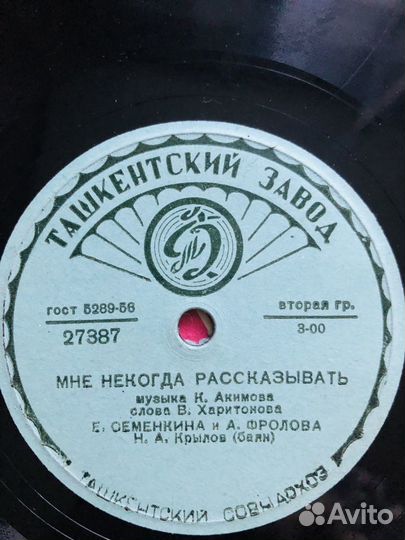 ТАШКЕНТСКИЙ ЗАВОД
ГОСТ 5289-56
вторая гр.
27387
3-00
МНЕ НЕКОГДА РАССКАЗЫВАТЬ
музыка К. Акимова
слова В. Харитонова
Е. СЕМЕНКИНА и А. ФРОЛОВА
Н. А. Крылов (баян)
ТАШКЕНТСКИЙ СОВНАРХОЗ
Avito